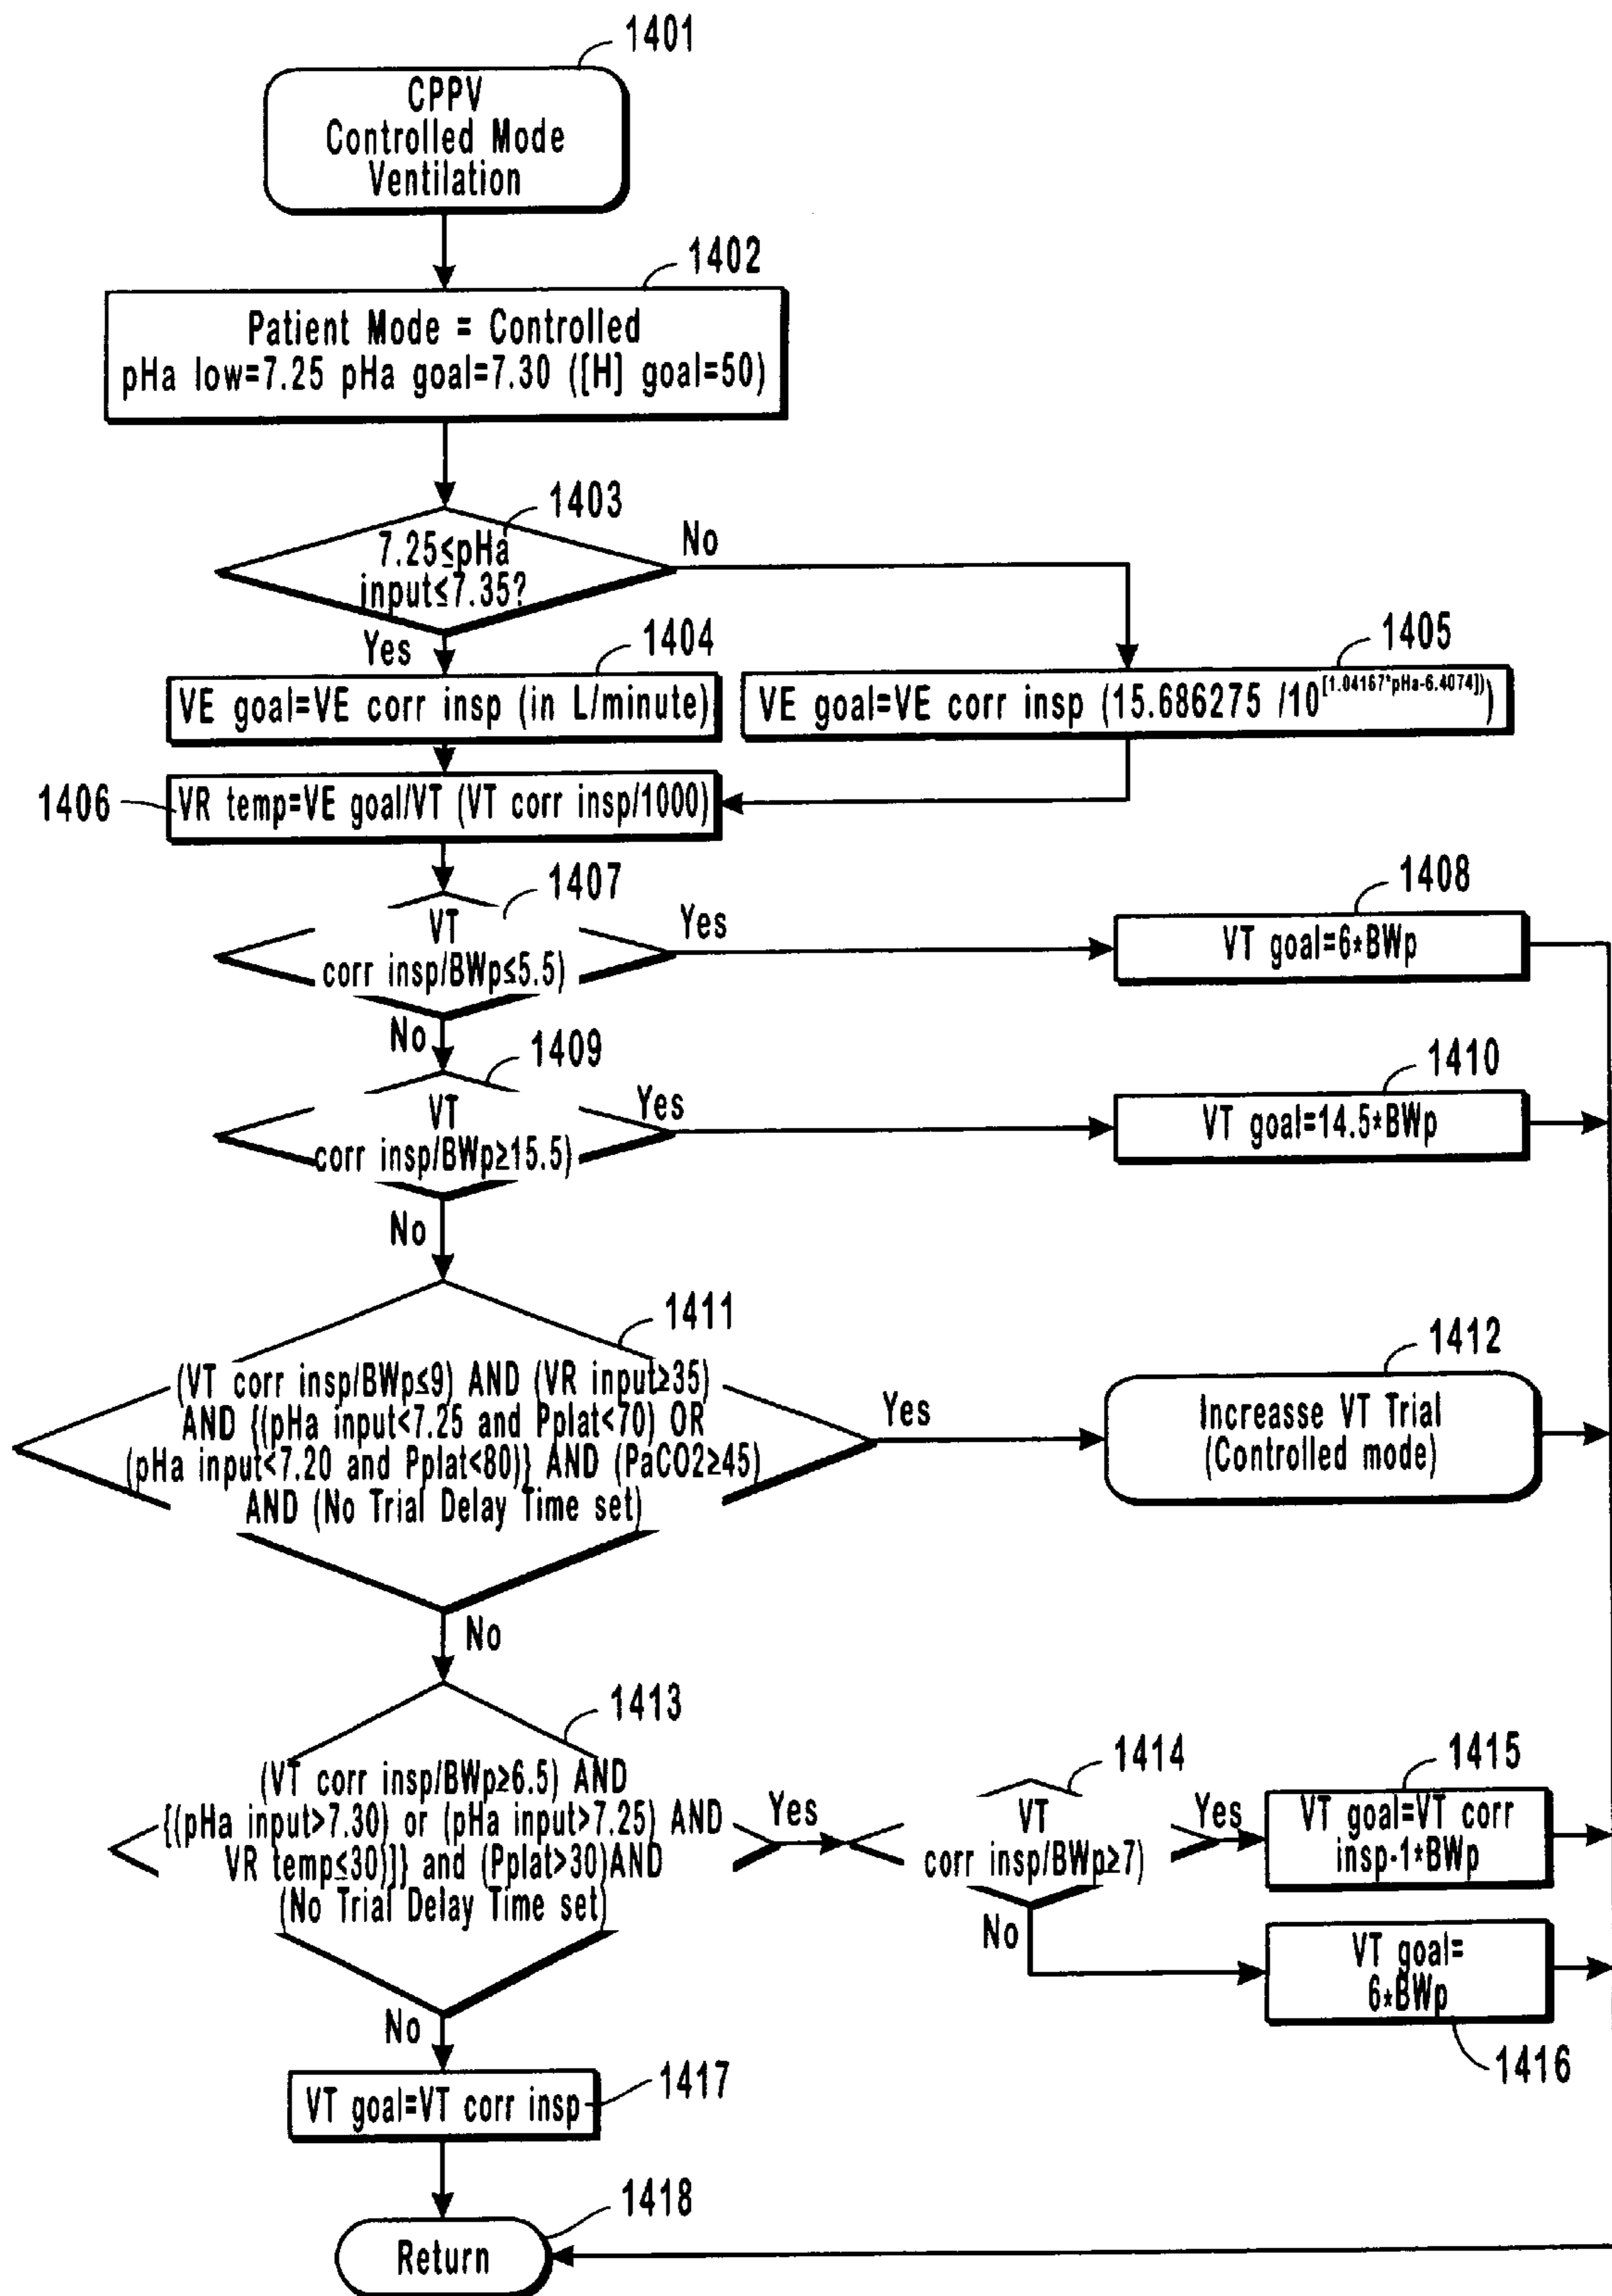 1401
CPPV
Controlled Mode
Ventilation
1402
Patient Mode = Controlled
pHa low=7.25 pHa goal=7.30 ([H] goal=50)
1403
7.25≤pHa
input≤7.35?
No
Yes
1404
VE goal=VE corr insp (in L/minute)
1405
VE goal=VE corr insp (15.686275 /10^[1.04167*pHa-6.4074]))
1406
VR temp=VE goal/VT (VT corr insp/1000)
1407
VT
corr insp/BWp≤5.5)
Yes
No
1408
VT goal=6*BWp
1409
VT
corr insp/BWp≥15.5)
Yes
No
1410
VT goal=14.5*BWp
1411
(VT corr insp/BWp≤9) AND (VR input≥35)
AND {(pHa input<7.25 and Pplat<70) OR
(pHa input<7.20 and Pplat<80)} AND (PaCO2≥45)
AND (No Trial Delay Time set)
Yes
No
1412
Increasse VT Trial
(Controlled mode)
1413
(VT corr insp/BWp≥6.5) AND
{(pHa input>7.30) or (pHa input>7.25) AND
VR temp≤30)]} and (Pplat>30)AND
(No Trial Delay Time set)
Yes
No
1414
VT
corr insp/BWp≥7)
Yes
No
1415
VT goal=VT corr
insp-1*BWp
VT goal=
6*BWp
1416
1417
VT goal=VT corr insp
1418
Return